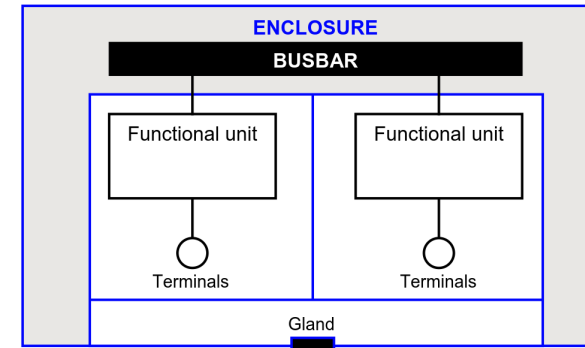 ENCLOSURE
BUSBAR
Functional unit
Functional unit
Terminals
Terminals
Gland